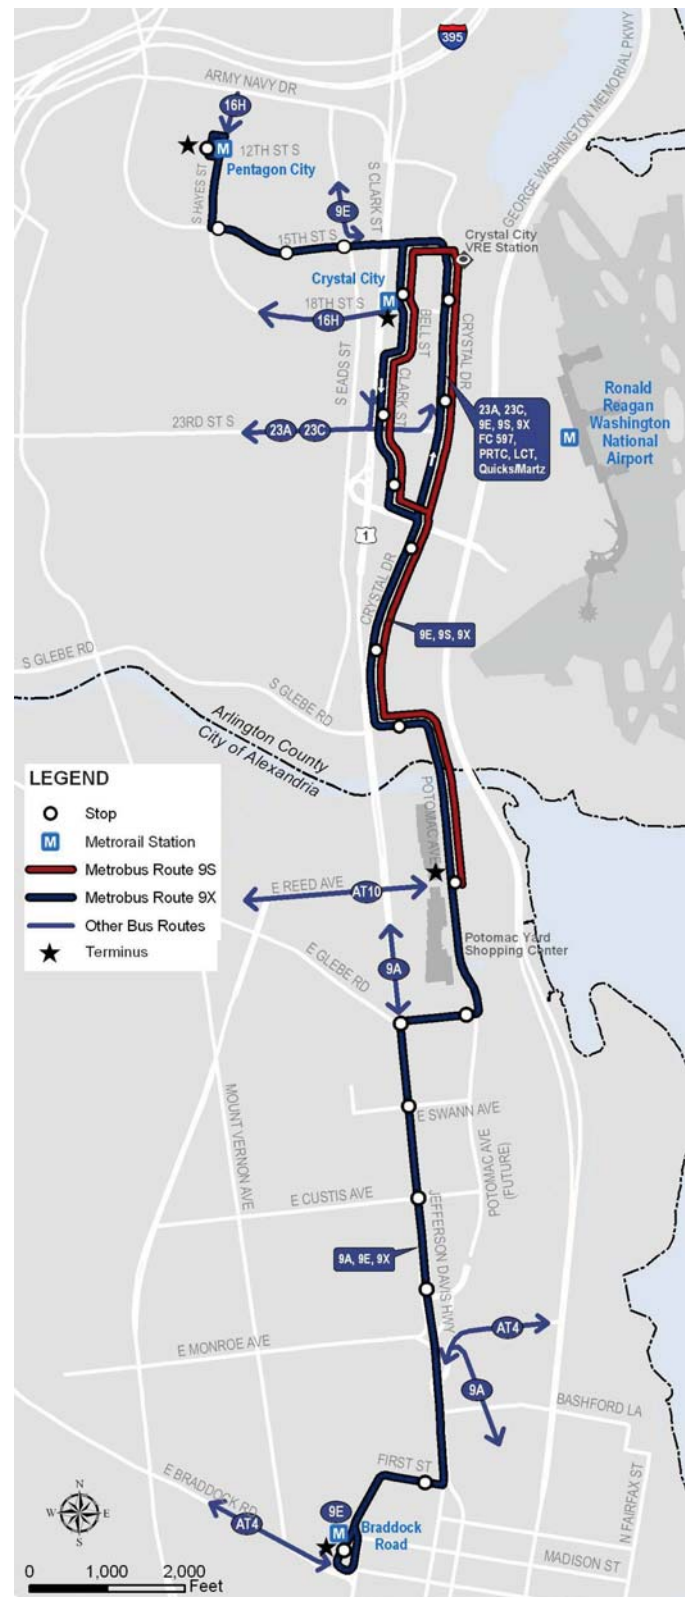 395
ARMY NAVY DR
16H
M
12TH ST S
Pentagon City
S HAYES ST
S CLARK ST
GEORGE WASHINGTON MEMORIAL PKWY
9E
15TH ST S
Crystal City
VRE Station
Crystal City
M
18TH ST S
16H
BELL ST
CRYSTAL DR
S EADS ST
CLARK ST
23RD ST S
23A
23C
23A, 23C,
9E, 9S, 9X
FC 597,
PRTC, LCT,
Quicks/Martz
Ronald
Reagan
Washington
National
Airport
M
1
CRYSTAL DR
9E, 9S, 9X
S GLEBE RD
S GLEBE RD
Arlington County
City of Alexandria
LEGEND
Stop
M
Metrorail Station
Metrobus Route 9S
Metrobus Route 9X
Other Bus Routes
Terminus
POTOMAC AVE
E REED AVE
AT10
Potomac Yard
Shopping Center
E GLEBE RD
9A
MOUNT VERNON AVE
E SWANN AVE
POTOMAC AVE
(FUTURE)
E CUSTIS AVE
JEFFERSON DAVIS HWY
9A, 9E, 9X
E MONROE AVE
AT4
9A
BASHFORD LA
FIRST ST
N FAIRFAX ST
E BRADDOCK RD
AT4
9E
M
Braddock
Road
MADISON ST
N
W
E
S
0
1,000
2,000
Feet